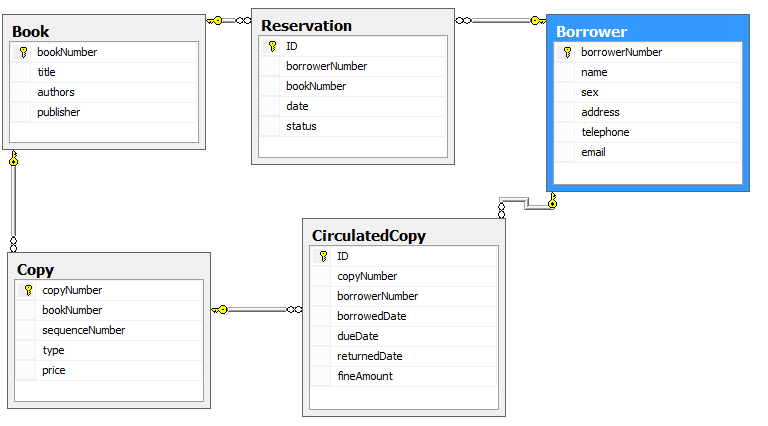 Book
bookNumber
title
authors
publisher
Reservation
ID
borrowerNumber
bookNumber
date
status
Borrower
borrowerNumber
name
sex
address
telephone
email
Copy
copyNumber
bookNumber
sequenceNumber
type
price
CirculatedCopy
ID
copyNumber
borrowerNumber
borrowedDate
dueDate
returnedDate
fineAmount